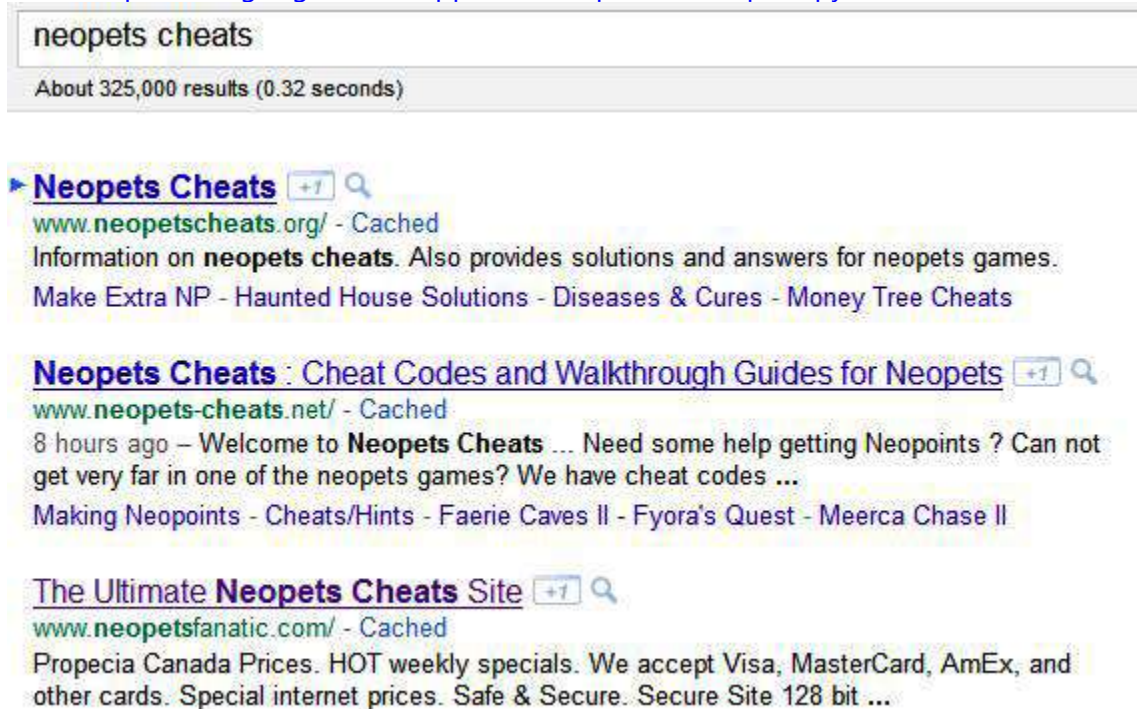 neopets cheats
About 325,000 results (0.32 seconds)
Neopets Cheats +1
www.neopetscheats.org/ - Cached
Information on neopets cheats. Also provides solutions and answers for neopets games.
Make Extra NP - Haunted House Solutions - Diseases & Cures - Money Tree Cheats
Neopets Cheats : Cheat Codes and Walkthrough Guides for Neopets +1
www.neopets-cheats.net/ - Cached
8 hours ago – Welcome to Neopets Cheats ... Need some help getting Neopoints ? Can not
get very far in one of the neopets games? We have cheat codes ...
Making Neopoints - Cheats/Hints - Faerie Caves II - Fyora's Quest - Meerca Chase II
The Ultimate Neopets Cheats Site +1
www.neopetsfanatic.com/ - Cached
Propecia Canada Prices. HOT weekly specials. We accept Visa, MasterCard, AmEx, and
other cards. Special internet prices. Safe & Secure. Secure Site 128 bit ...